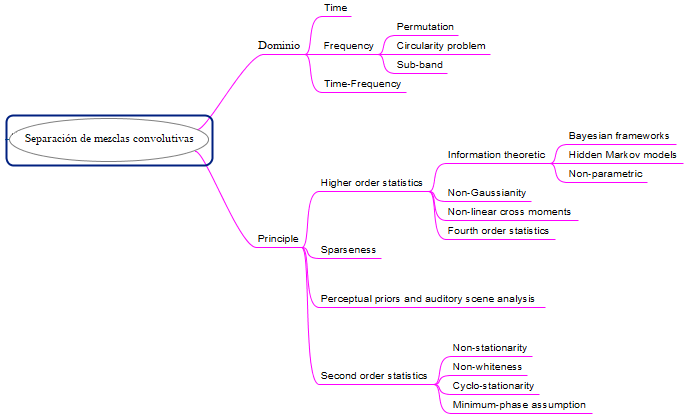 Separación de mezclas convolutivas
Dominio
Time
Frequency
Permutation
Circularity problem
Sub-band
Time-Frequency
Principle
Higher order statistics
Information theoretic
Bayesian frameworks
Hidden Markov models
Non-parametric
Non-Gaussianity
Non-linear cross moments
Fourth order statistics
Sparseness
Perceptual priors and auditory scene analysis
Second order statistics
Non-stationarity
Non-whiteness
Cyclo-stationarity
Minimum-phase assumption